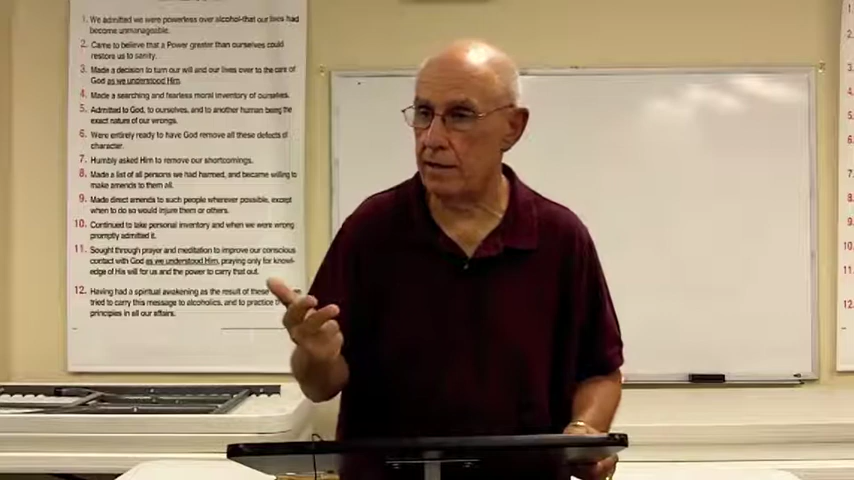 1. We admitted we were powerless over alcohol-that our lives had
become unmanageable.
2. Came to believe that a Power greater than ourselves could
restore us to sanity.
3. Made a decision to turn our will and our lives over to the care of
God as we understood Him.
4. Made a searching and fearless moral inventory of ourselves.
5. Admitted to God, to ourselves, and to another human being the
exact nature of our wrongs.
6. Were entirely ready to have God remove all these defects of
character.
7. Humbly asked Him to remove our shortcomings.
8. Made a list of all persons we had harmed, and became willing to
make amends to them all.
9. Made direct amends to such people wherever possible, except
when to do so would injure them or others.
10. Continued to take personal inventory and when we were wrong
promptly admitted it.
11. Sought through prayer and meditation to improve our conscious
contact with God as we understood Him, praying only for knowl-
edge of His will for us and the power to carry that out.
12. Having had a spiritual awakening as the result of these
tried to carry this message to alcoholics, and to practice
principles in all our affairs.